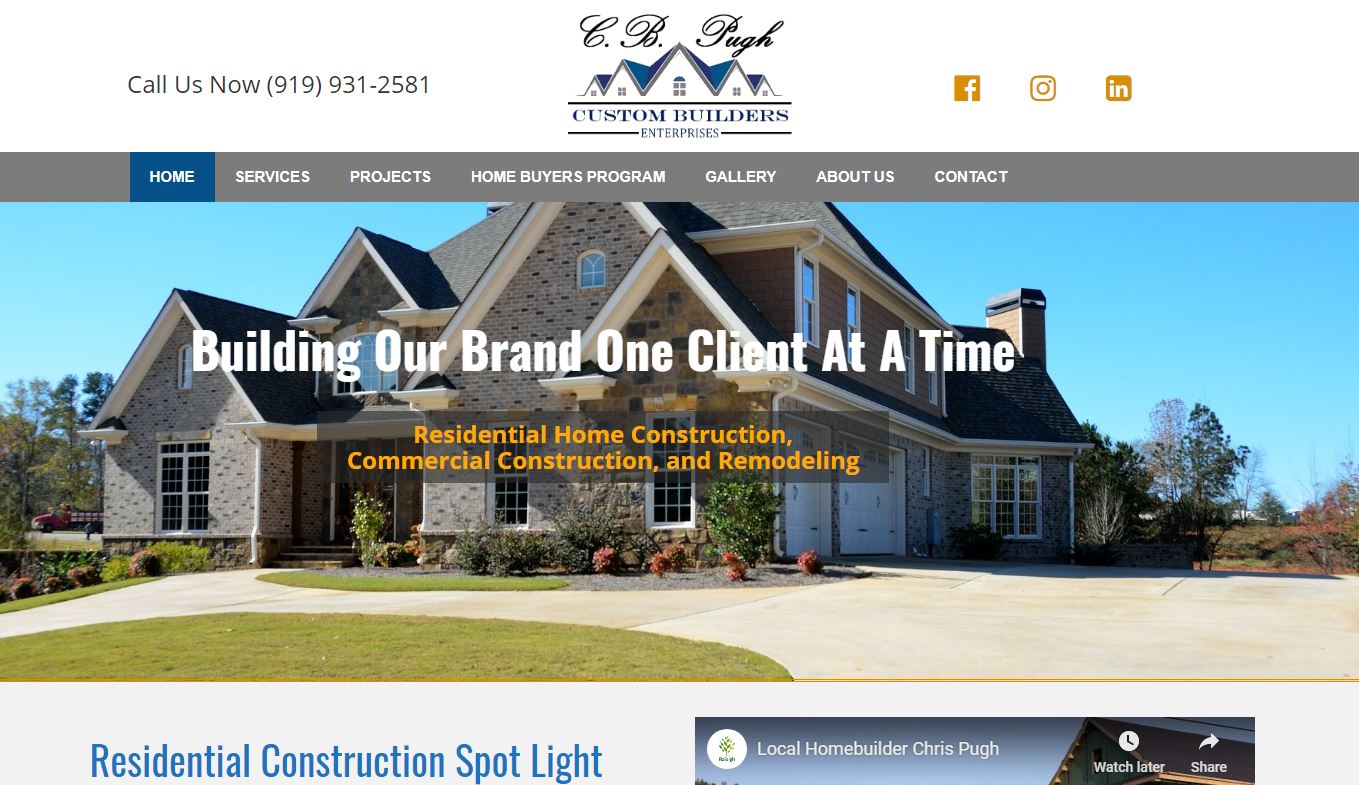 Call Us Now (919) 931-2581
C. B. Pugh
CUSTOM BUILDERS
ENTERPRISES
HOME SERVICES PROJECTS HOME BUYERS PROGRAM GALLERY ABOUT US CONTACT
Building Our Brand One Client At A Time
Residential Home Construction,
Commercial Construction, and Remodeling
Residential Construction Spot Light
Raleigh
Local Homebuilder Chris Pugh
Watch later Share